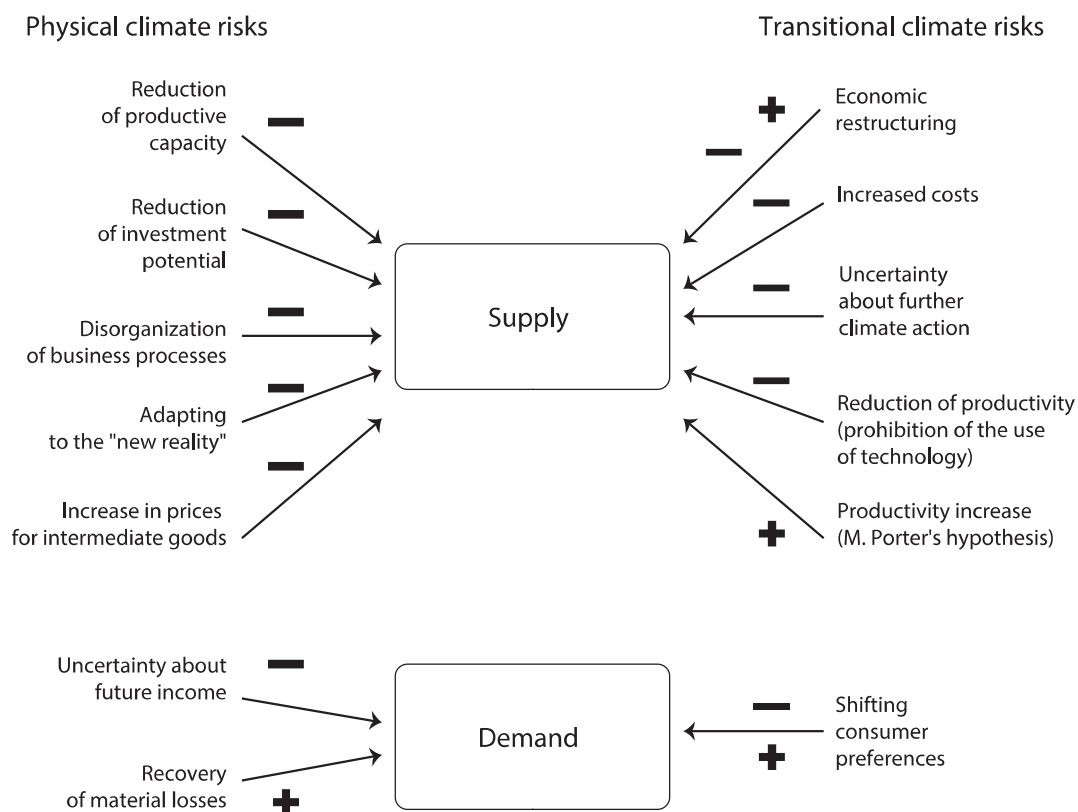 Physical climate risks
Transitional climate risks
Reduction
of productive
capacity
Reduction
of investment
potential
Disorganization
of business processes
Adapting
to the "new reality"
Increase in prices
for intermediate goods
Supply
Economic
restructuring
Increased costs
Uncertainty
about further
climate action
Reduction of productivity
(prohibition of the use
of technology)
Productivity increase
(M. Porter's hypothesis)
Uncertainty about
future income
Recovery
of material losses
Demand
Shifting
consumer
preferences